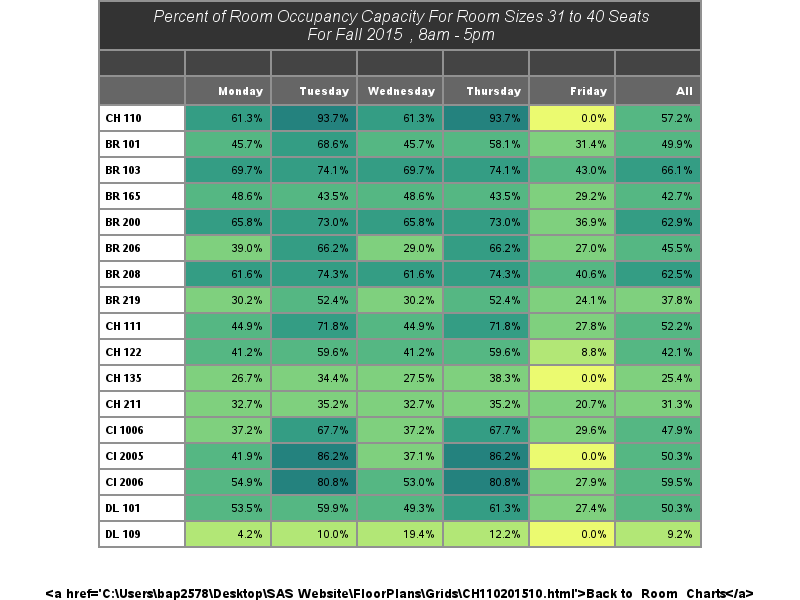 Percent of Room Occupancy Capacity For Room Sizes 31 to 40 Seats
For Fall 2015 , 8am - 5pm
Monday Tuesday Wednesday Thursday Friday All
CH 110 61.3% 93.7% 61.3% 93.7% 0.0% 57.2%
BR 101 45.7% 68.6% 45.7% 58.1% 31.4% 49.9%
BR 103 69.7% 74.1% 69.7% 74.1% 43.0% 66.1%
BR 165 48.6% 43.5% 48.6% 43.5% 29.2% 42.7%
BR 200 65.8% 73.0% 65.8% 73.0% 36.9% 62.9%
BR 206 39.0% 66.2% 29.0% 66.2% 27.0% 45.5%
BR 208 61.6% 74.3% 61.6% 74.3% 40.6% 62.5%
BR 219 30.2% 52.4% 30.2% 52.4% 24.1% 37.8%
CH 111 44.9% 71.8% 44.9% 71.8% 27.8% 52.2%
CH 122 41.2% 59.6% 41.2% 59.6% 8.8% 42.1%
CH 135 26.7% 34.4% 27.5% 38.3% 0.0% 25.4%
CH 211 32.7% 35.2% 32.7% 35.2% 20.7% 31.3%
CI 1006 37.2% 67.7% 37.2% 67.7% 29.6% 47.9%
CI 2005 41.9% 86.2% 37.1% 86.2% 0.0% 50.3%
CI 2006 54.9% 80.8% 53.0% 80.8% 27.9% 59.5%
DL 101 53.5% 59.9% 49.3% 61.3% 27.4% 50.3%
DL 109 4.2% 10.0% 19.4% 12.2% 0.0% 9.2%
<a href='C:\Users\bap2578\Desktop\SAS Website\FloorPlans\Grids\CH110201510.html'>Back to Room Charts</a>